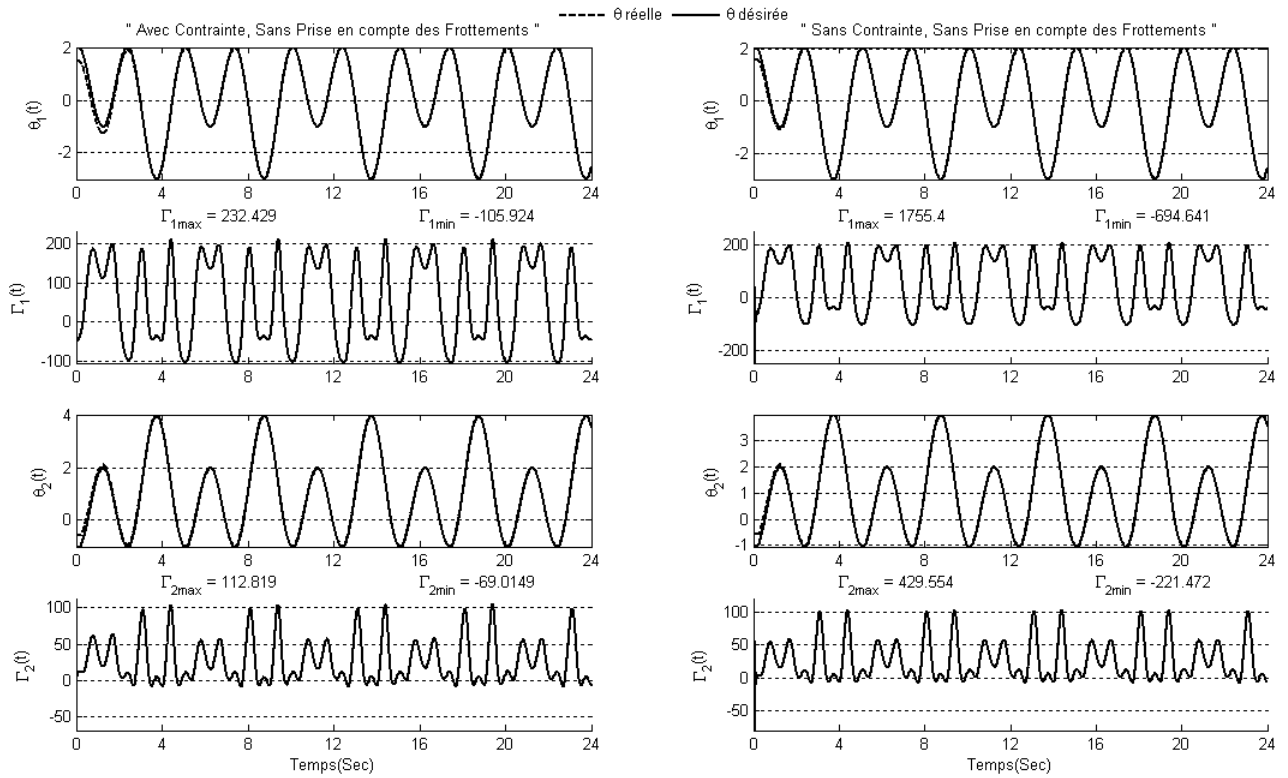 θ réelle θ désirée
" Avec Contrainte, Sans Prise en compte des Frottements "
2
0
-2
θ1(t)
0 4 8 12 16 20 24
Γ1max = 232.429 Γ1min = -105.924
200
100
0
-100
Γ1(t)
0 4 8 12 16 20 24
4
2
0
θ2(t)
0 4 8 12 16 20 24
Γ2max = 112.819 Γ2min = -69.0149
100
50
0
-50
Γ2(t)
0 4 8 12 16 20 24
Temps(Sec)
" Sans Contrainte, Sans Prise en compte des Frottements "
2
0
-2
θ1(t)
0 4 8 12 16 20 24
Γ1max = 1755.4 Γ1min = -694.641
200
0
-200
Γ1(t)
0 4 8 12 16 20 24
3
2
1
0
-1
θ2(t)
0 4 8 12 16 20 24
Γ2max = 429.554 Γ2min = -221.472
100
50
0
-50
Γ2(t)
0 4 8 12 16 20 24
Temps(Sec)